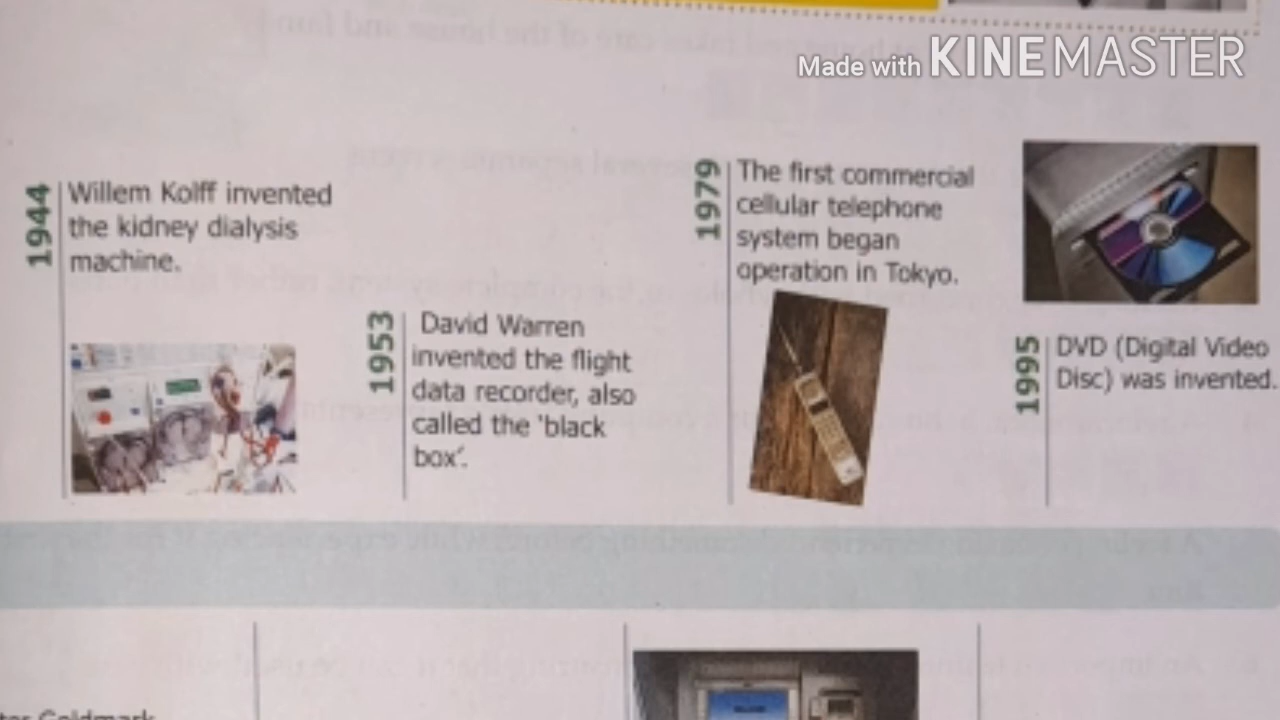 Made with KINEMASTER
1944
Willem Kolff invented
the kidney dialysis
machine.
1953
David Warren
invented the flight
data recorder, also
called the 'black
box'.
1979
The first commercial
cellular telephone
system began
operation in Tokyo.
1995
DVD (Digital Video
Disc) was invented.
Goldmark